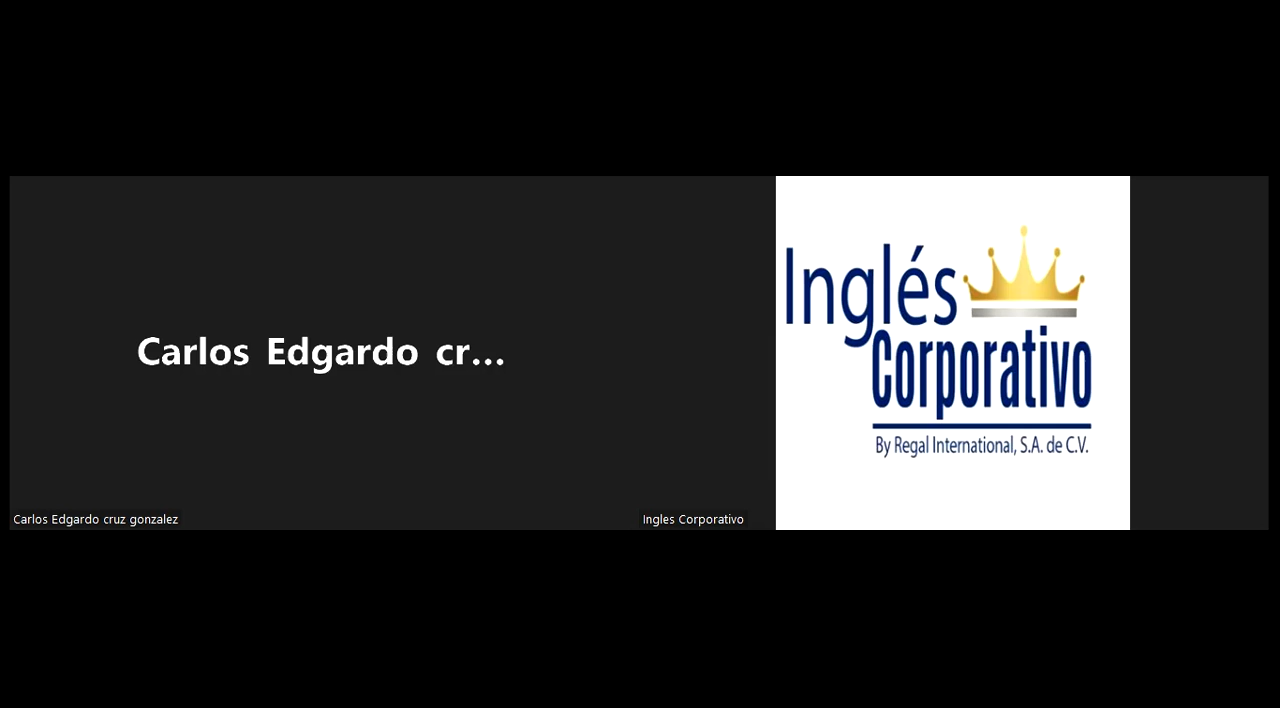 Carlos Edgardo cr...
Carlos Edgardo cruz gonzalez
Inglés
Corporativo
By Regal International, S.A. de C.V.
Ingles Corporativo